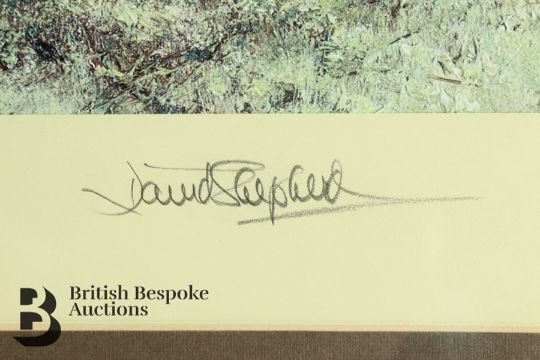 David Shepherd
British Bespoke
Auctions